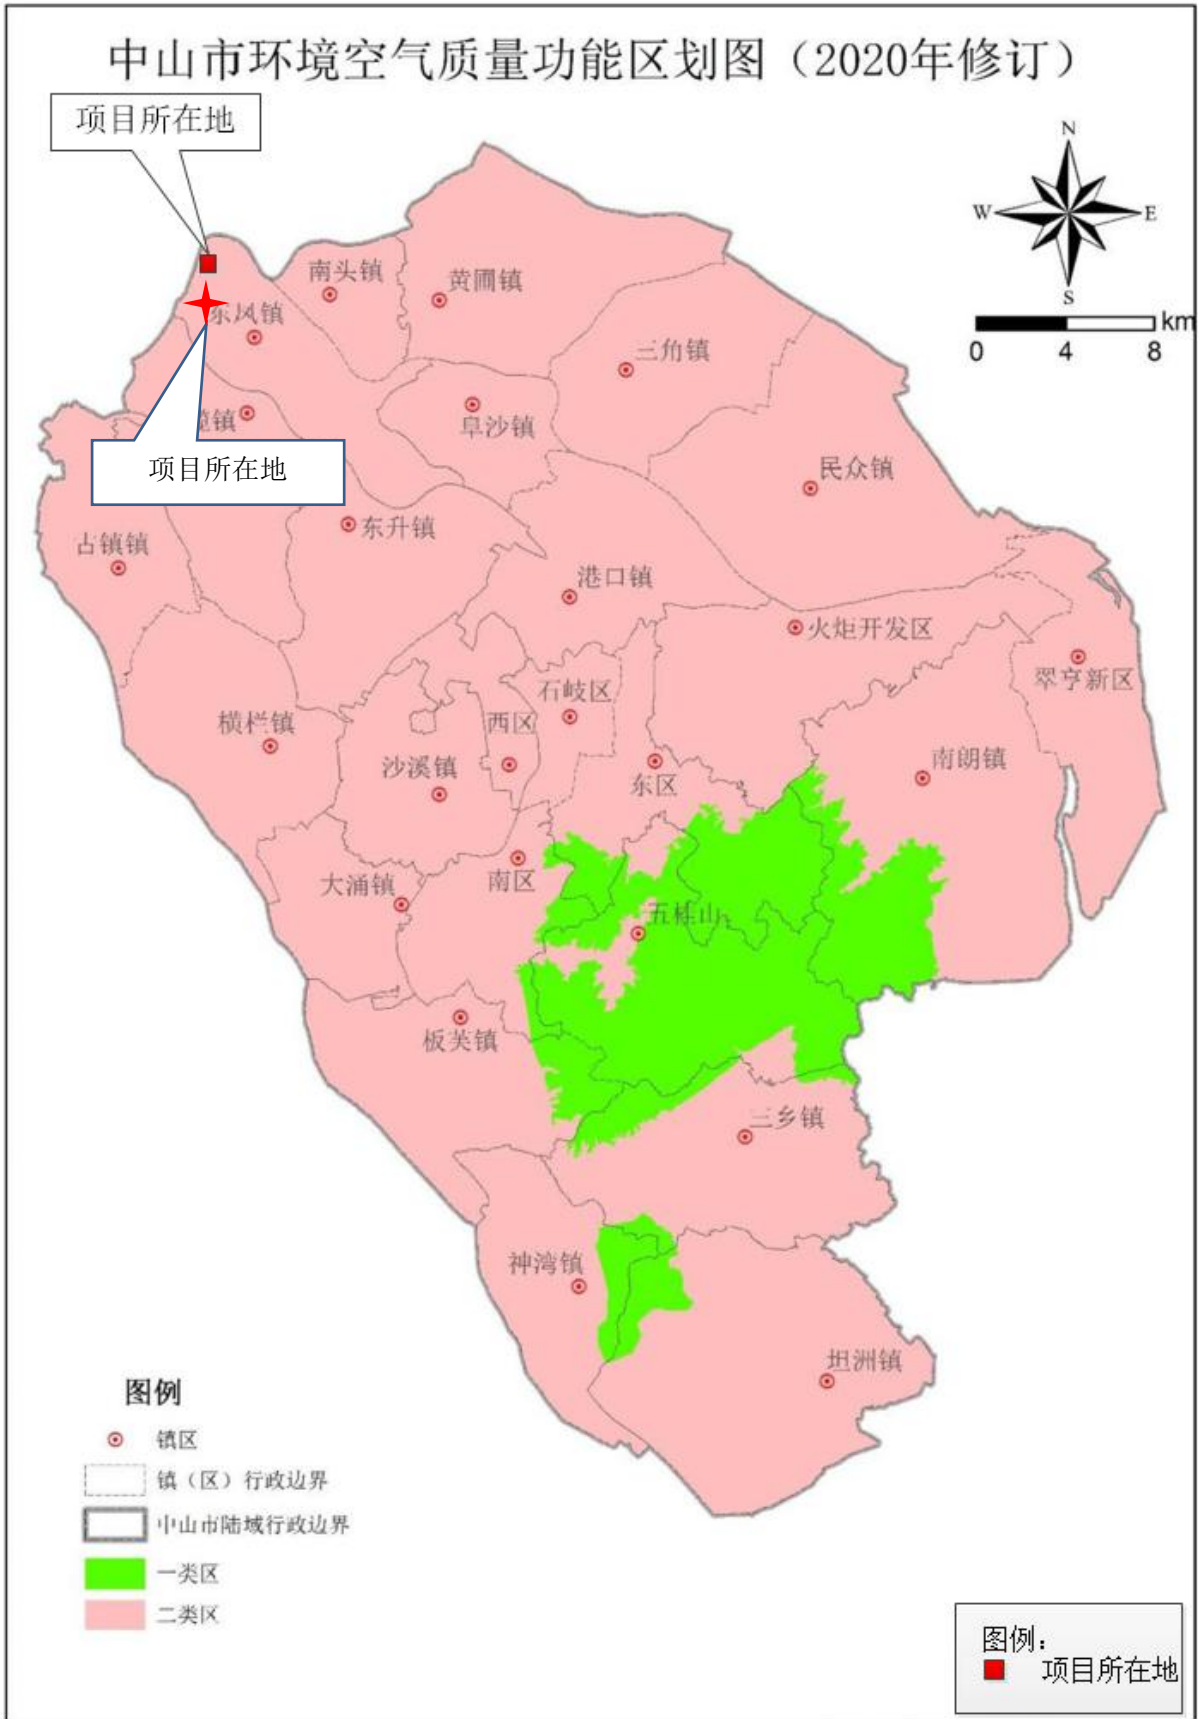 中山市环境空气质量功能区划图（2020年修订）
项目所在地
N
W
E
S
km
0 4 8
南头镇
黄圃镇
东凤镇
三角镇
榄镇
阜沙镇
项目所在地
民众镇
东升镇
古镇镇
港口镇
火炬开发区
翠亨新区
石岐区
横栏镇
西区
沙溪镇
东区
南朗镇
大涌镇
南区
五桂山
板芙镇
三乡镇
神湾镇
坦洲镇
图例
镇区
镇（区）行政边界
中山市陆域行政边界
一类区
二类区
图例：
项目所在地